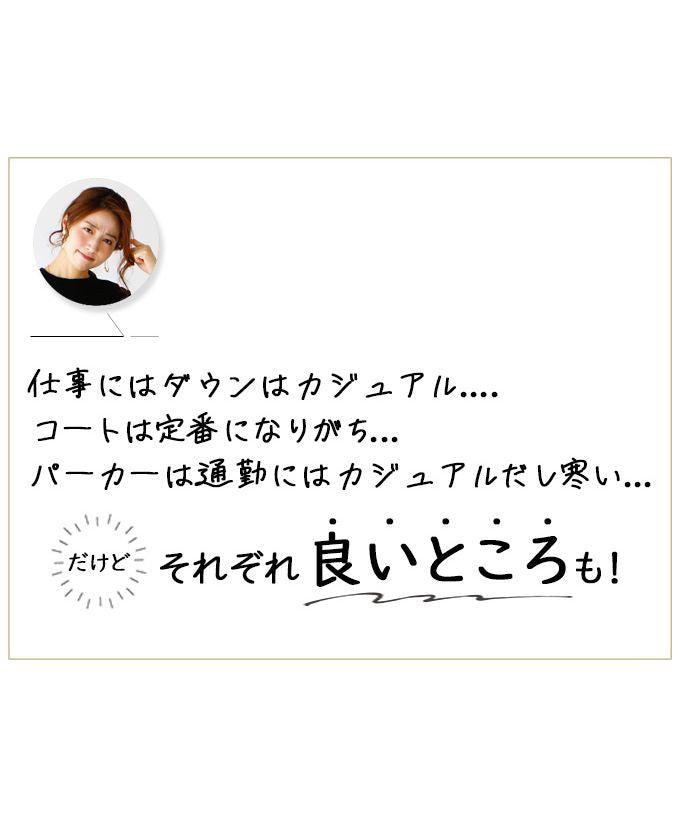 仕事にはダウンはカジュアル....
コートは定番になりがち...
パーカーは通勤にはカジュアルだし寒い...
だけど それぞれ良いところも!